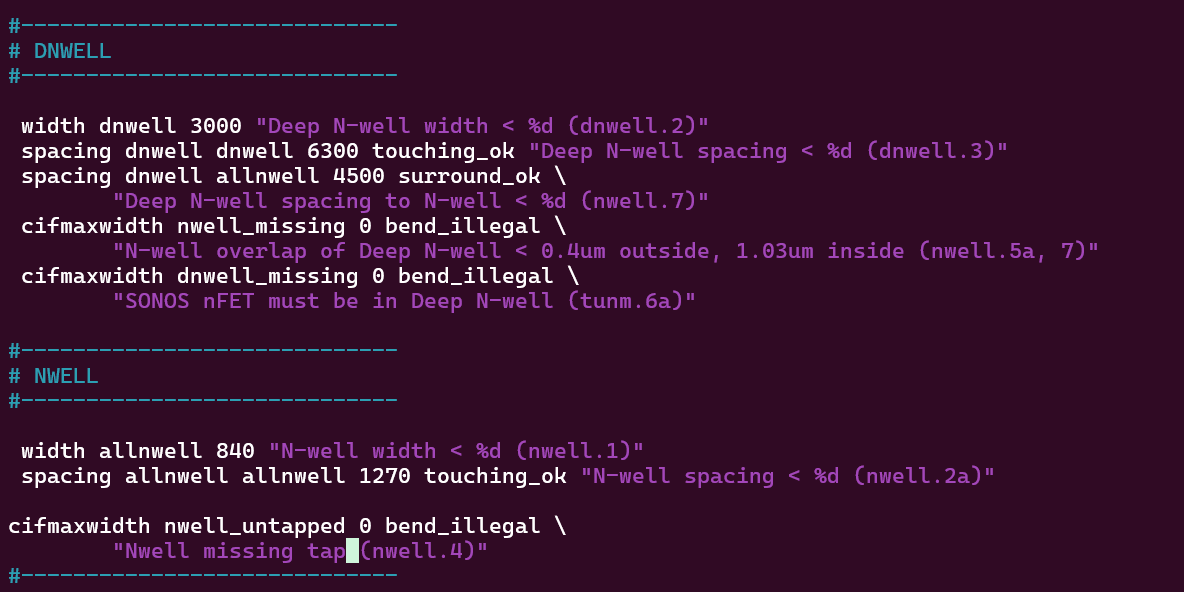 #-----------------------------
# DNWELL
#-----------------------------
width dnwell 3000 "Deep N-well width < %d (dnwell.2)"
spacing dnwell dnwell 6300 touching_ok "Deep N-well spacing < %d (dnwell.3)"
spacing dnwell allnwell 4500 surround_ok \
"Deep N-well spacing to N-well < %d (nwell.7)"
cifmaxwidth nwell_missing 0 bend_illegal \
"N-well overlap of Deep N-well < 0.4um outside, 1.03um inside (nwell.5a, 7)"
cifmaxwidth dnwell_missing 0 bend_illegal \
"SONOS nFET must be in Deep N-well (tunm.6a)"
#-----------------------------
# NWELL
#-----------------------------
width allnwell 840 "N-well width < %d (nwell.1)"
spacing allnwell allnwell 1270 touching_ok "N-well spacing < %d (nwell.2a)"
cifmaxwidth nwell_untapped 0 bend_illegal \
"Nwell missing tap (nwell.4)"
#-----------------------------